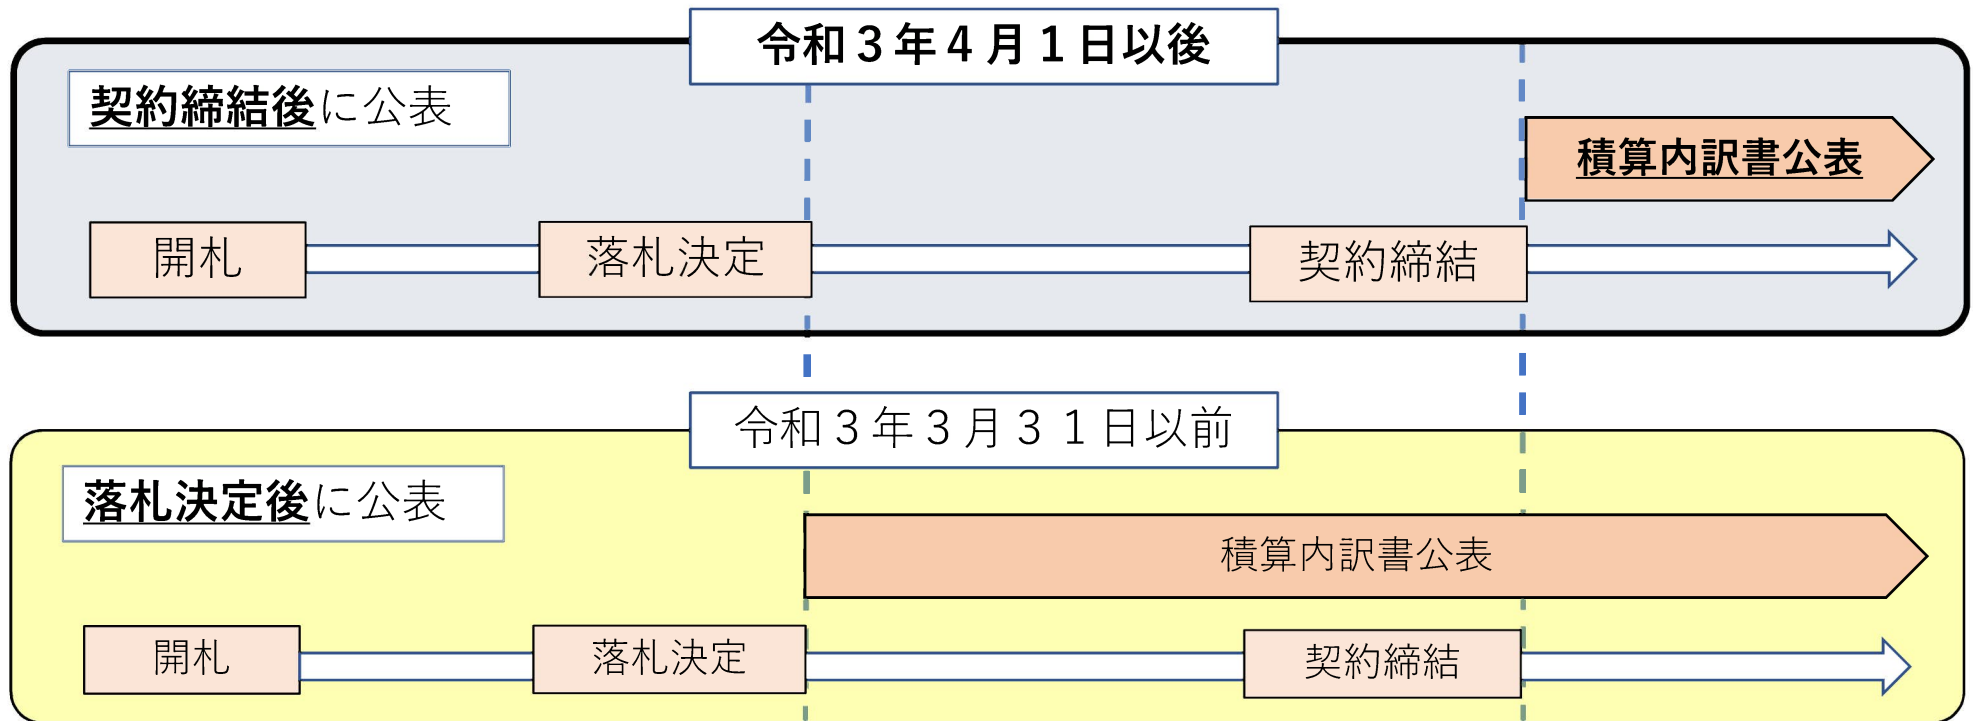 令和３年４月１日以後
契約締結後に公表
積算内訳書公表
開札
落札決定
契約締結
令和３年３月３１日以前
落札決定後に公表
積算内訳書公表
開札
落札決定
契約締結